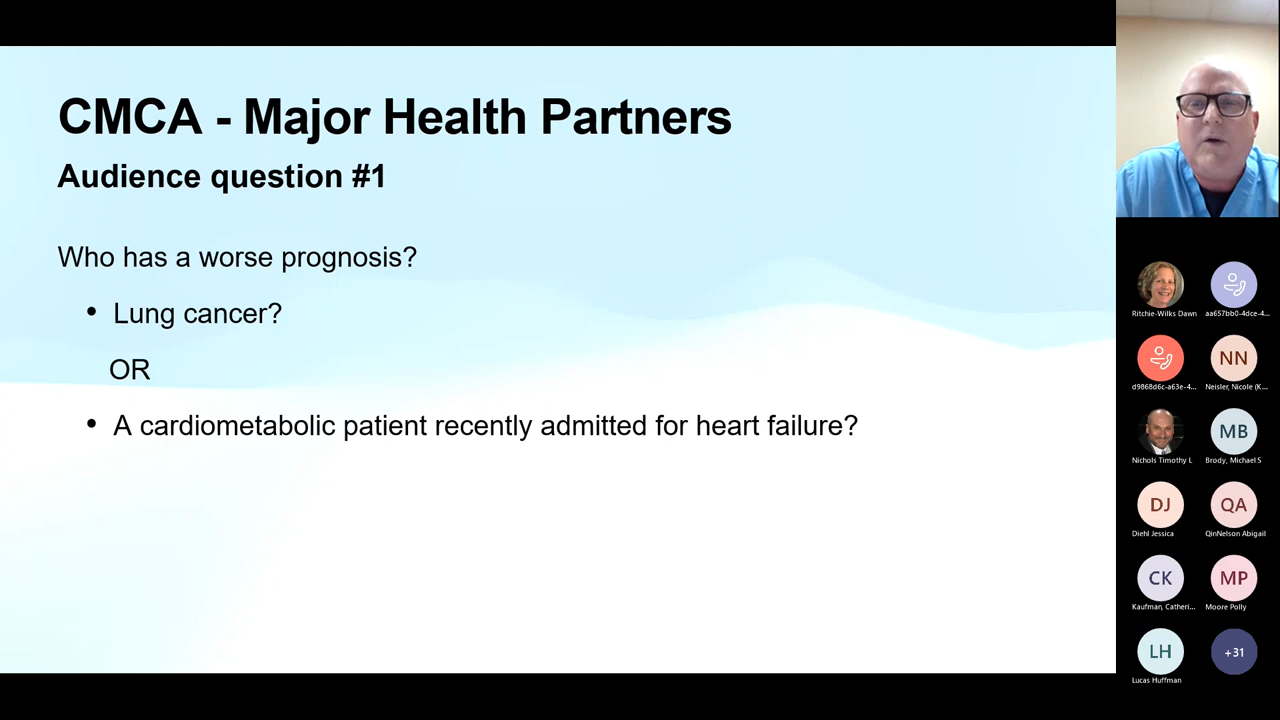 CMCA - Major Health Partners
Audience question #1
Who has a worse prognosis?
• Lung cancer?
OR
• A cardiometabolic patient recently admitted for heart failure?
Ritchie-Wilks Dawn
aa657bb0-4dce-4...
d9868d6c-a63e-4...
NN
Neisler, Nicole (K...
Nichols Timothy L
MB
Brody, Michael S
DJ
Diehl Jessica
QA
QinNelson Abigail
CK
Kaufman, Catheri...
MP
Moore Polly
LH
Lucas Huffman
+31